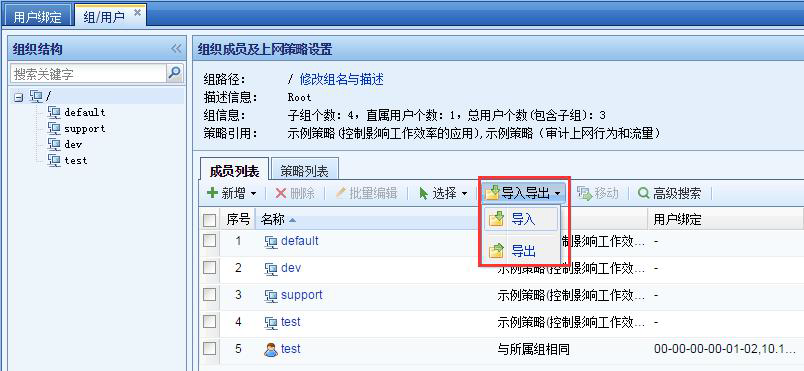 用户绑定 组/用户
组织结构
搜索关键字
/
default
support
dev
test
组织成员及上网策略设置
组路径： / 修改组名与描述
描述信息： Root
组信息： 子组个数：4，直属用户个数：1，总用户个数(包含子组)：3
策略引用： 示例策略(控制影响工作效率的应用),示例策略（审计上网行为和流量）
成员列表 策略列表
新增 删除 批量编辑 选择 导入导出 移动 高级搜索
导入
导出
序号 名称 用户绑定
1 default 制影响工作效... -
2 dev 示例策略(控制影响工作效... -
3 support 示例策略(控制影响工作效... -
4 test 示例策略(控制影响工作效... -
5 test 与所属组相同 00-00-00-00-01-02,10.1...